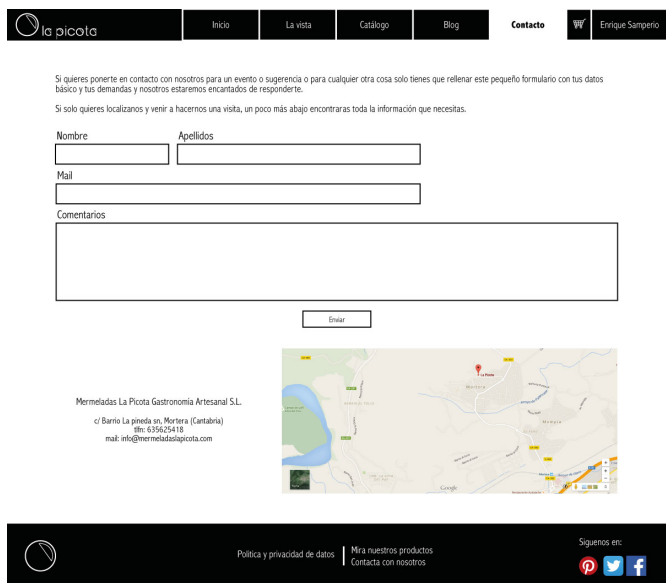 la picota
Inicio
La vista
Catálogo
Blog
Contacto
Enrique Samperio
Si quieres ponerte en contacto con nosotros para un evento o sugerencia o para cualquier otra cosa solo tienes que rellenar este pequeño formulario con tus datos
básico y tus demandas y nosotros estaremos encantados de responderte.
Si solo quieres localizanos y venir a hacernos una visita, un poco más abajo encontraras toda la información que necesitas.
Nombre
Apellidos
Mail
Comentarios
Enviar
La Picota
Mortera
Mermeladas La Picota Gastronomía Artesanal S.L.
c/ Barrio La pineda sn, Mortera (Cantabria)
tlfn: 635625418
mail: info@mermeladaslapicota.com
Google
Politica y privacidad de datos
Mira nuestros productos
Contacta con nosotros
Siguenos en: